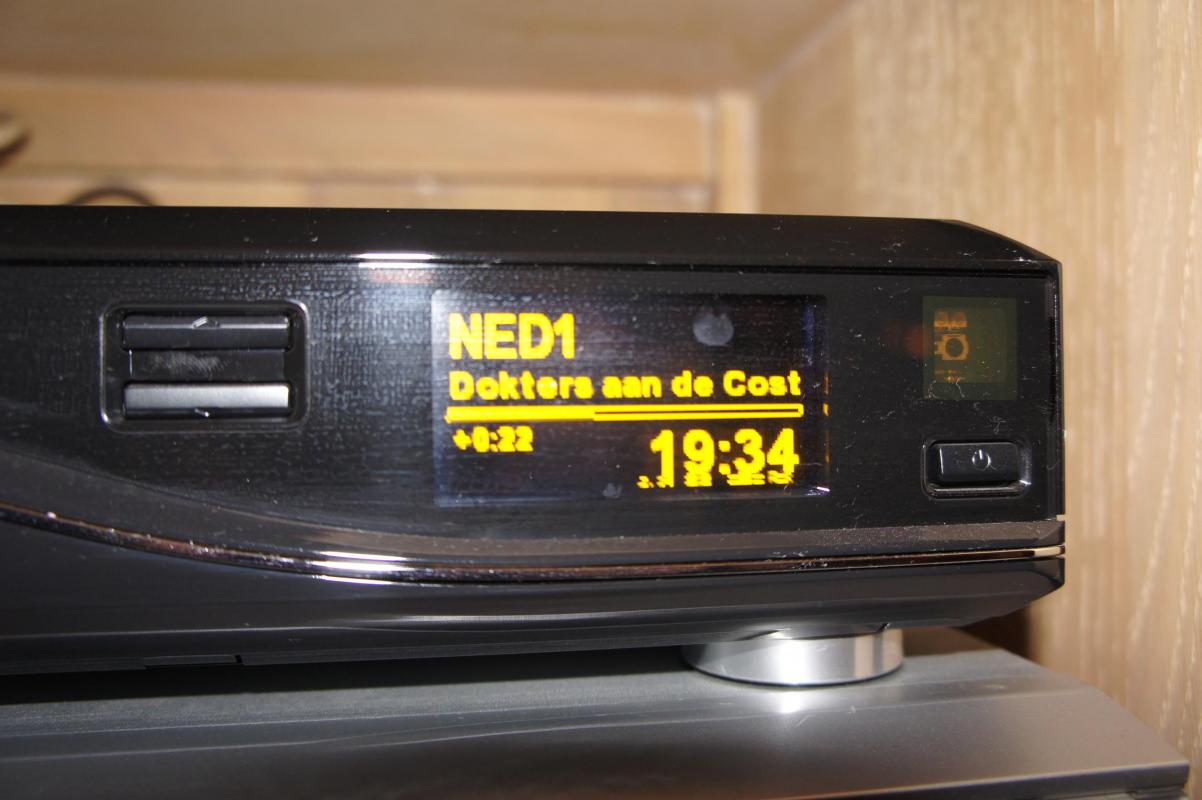 NED1
Dokters aan de Cost
+0:22
19:34